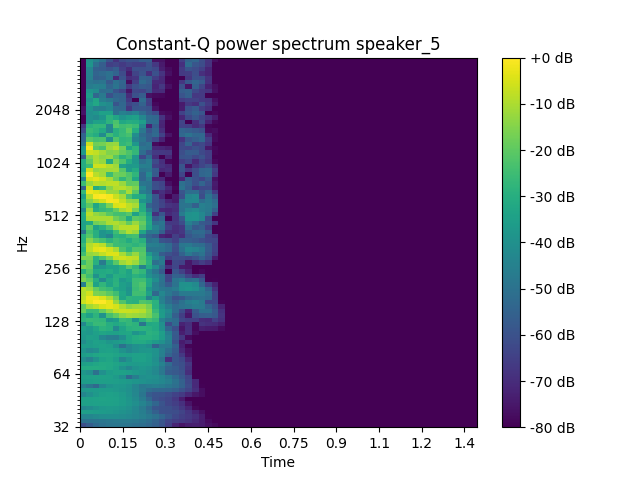 Constant-Q power spectrum speaker_5
Hz
2048
1024
512
256
128
64
32
0 0.15 0.3 0.45 0.6 0.75 0.9 1.1 1.2 1.4
Time
+0 dB
-10 dB
-20 dB
-30 dB
-40 dB
-50 dB
-60 dB
-70 dB
-80 dB